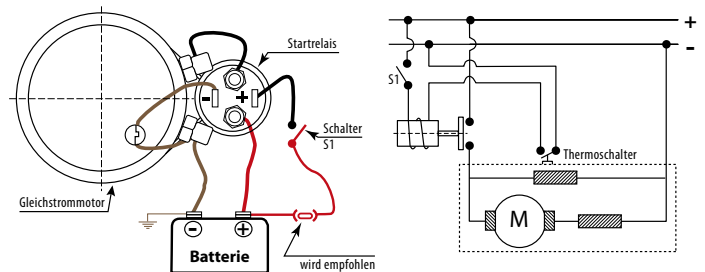 Startrelais
- +
Schalter
S1
Gleichstrommotor
- +
Batterie
wird empfohlen
+
-
S1
Thermoschalter
M